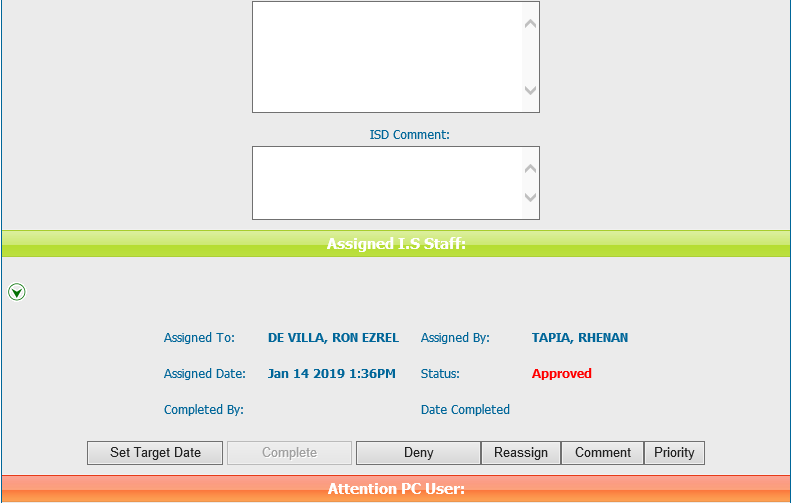 ISD Comment:
Assigned I.S Staff:
Assigned To: DE VILLA, RON EZREL Assigned By: TAPIA, RHENAN
Assigned Date: Jan 14 2019 1:36PM Status: Approved
Completed By: Date Completed
Set Target Date Complete Deny Reassign Comment Priority
Attention PC User: